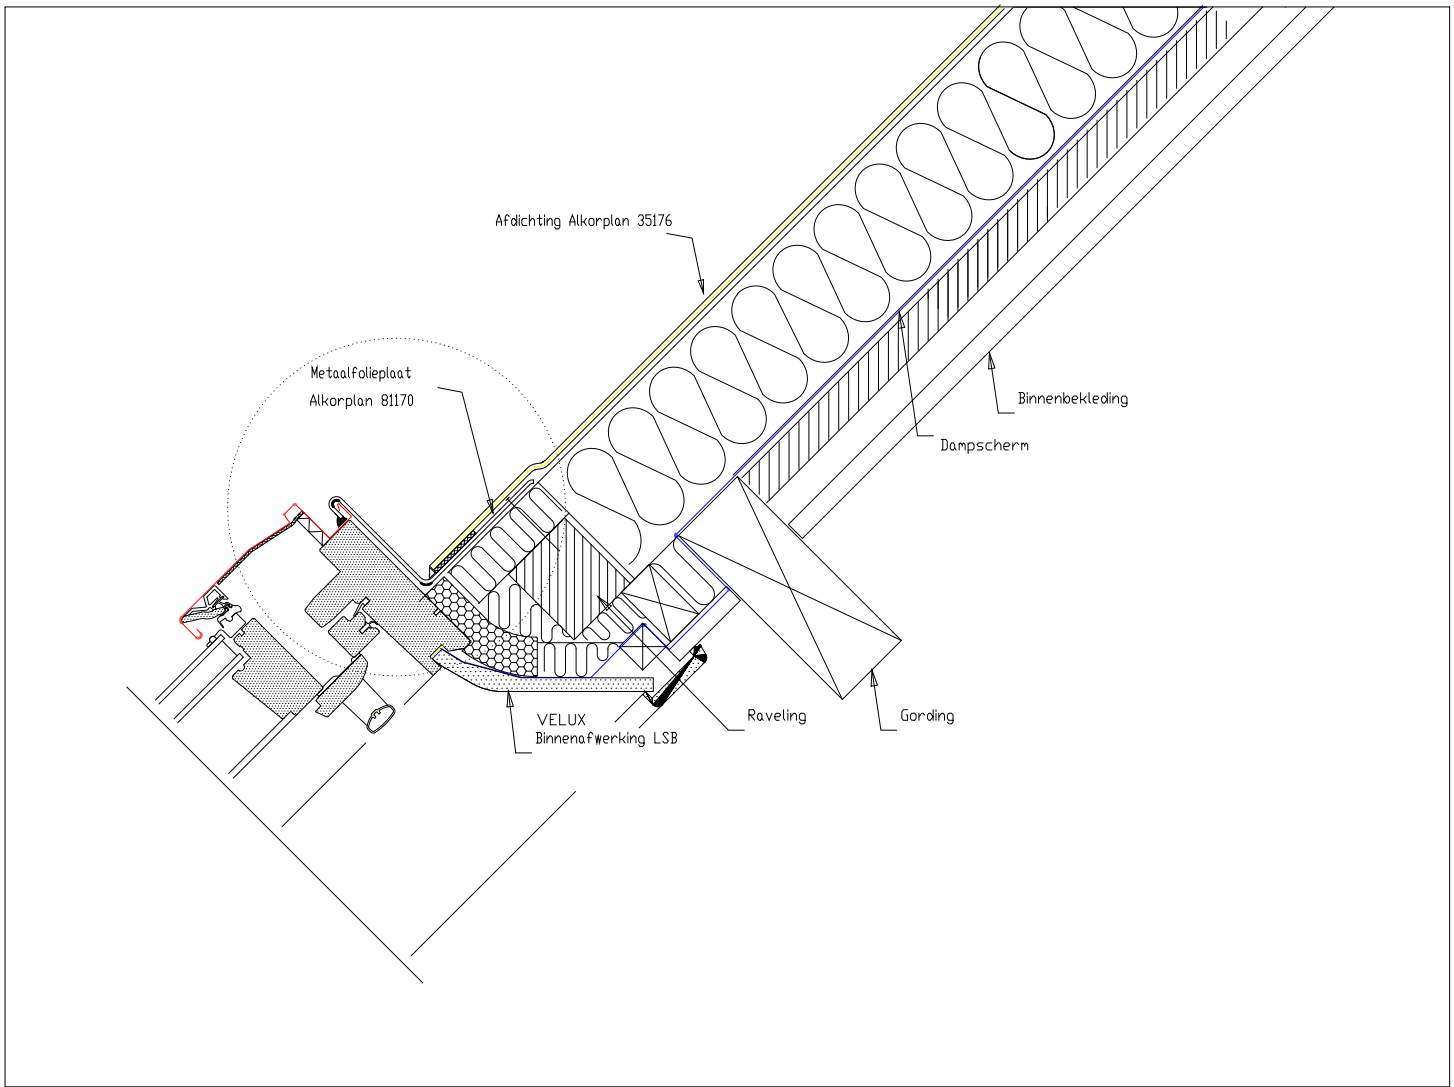 Afdichting Alkorplan 35176
Metaalfolieplaat
Alkorplan 81170
Binnenbekleding
Dampscherm
VELUX
Binnenafwerking LSB
Raveling
Gording